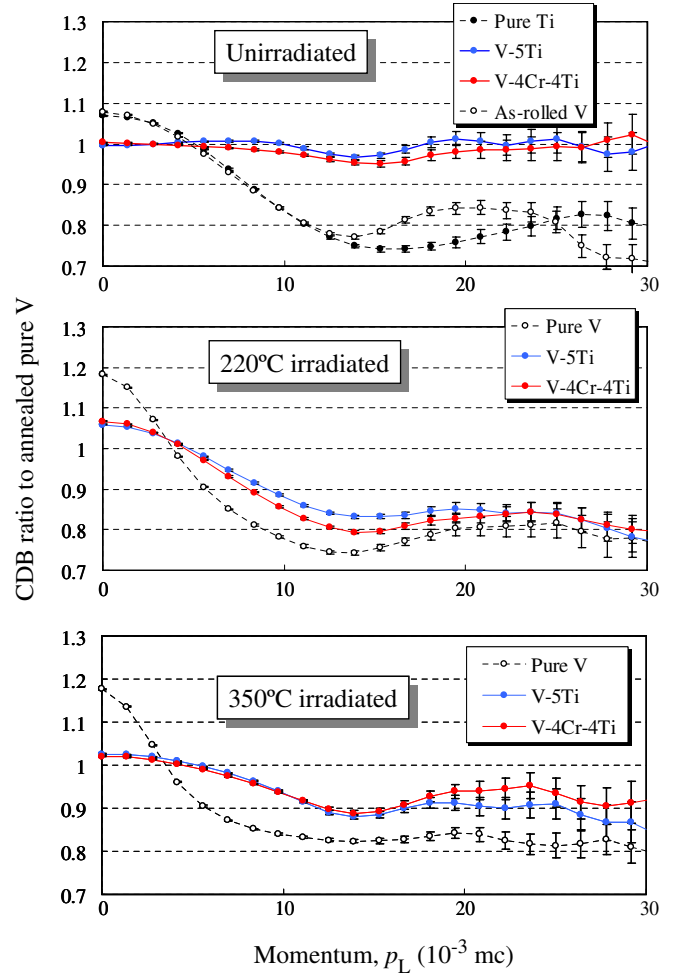 CDB ratio to annealed pure V
1.3
1.2
1.1
1
0.9
0.8
0.7
0
10
20
30
Unirradiated
Pure Ti
V-5Ti
V-4Cr-4Ti
As-rolled V
1.3
1.2
1.1
1
0.9
0.8
0.7
0
10
20
30
220ºC irradiated
Pure V
V-5Ti
V-4Cr-4Ti
1.3
1.2
1.1
1
0.9
0.8
0.7
0
10
20
30
350ºC irradiated
Pure V
V-5Ti
V-4Cr-4Ti
Momentum, pL (10-3 mc)